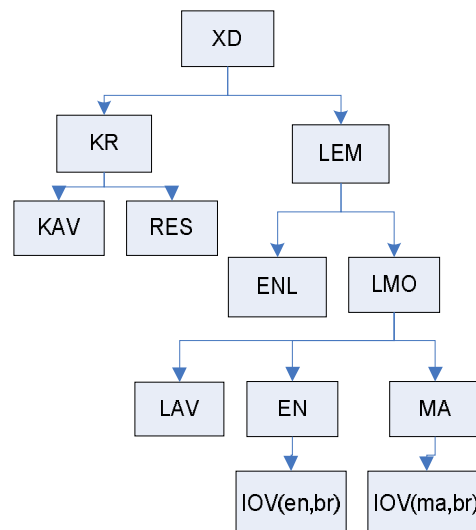 XD
KR
LEM
KAV
RES
ENL
LMO
LAV
EN
MA
IOV(en,br)
IOV(ma,br)